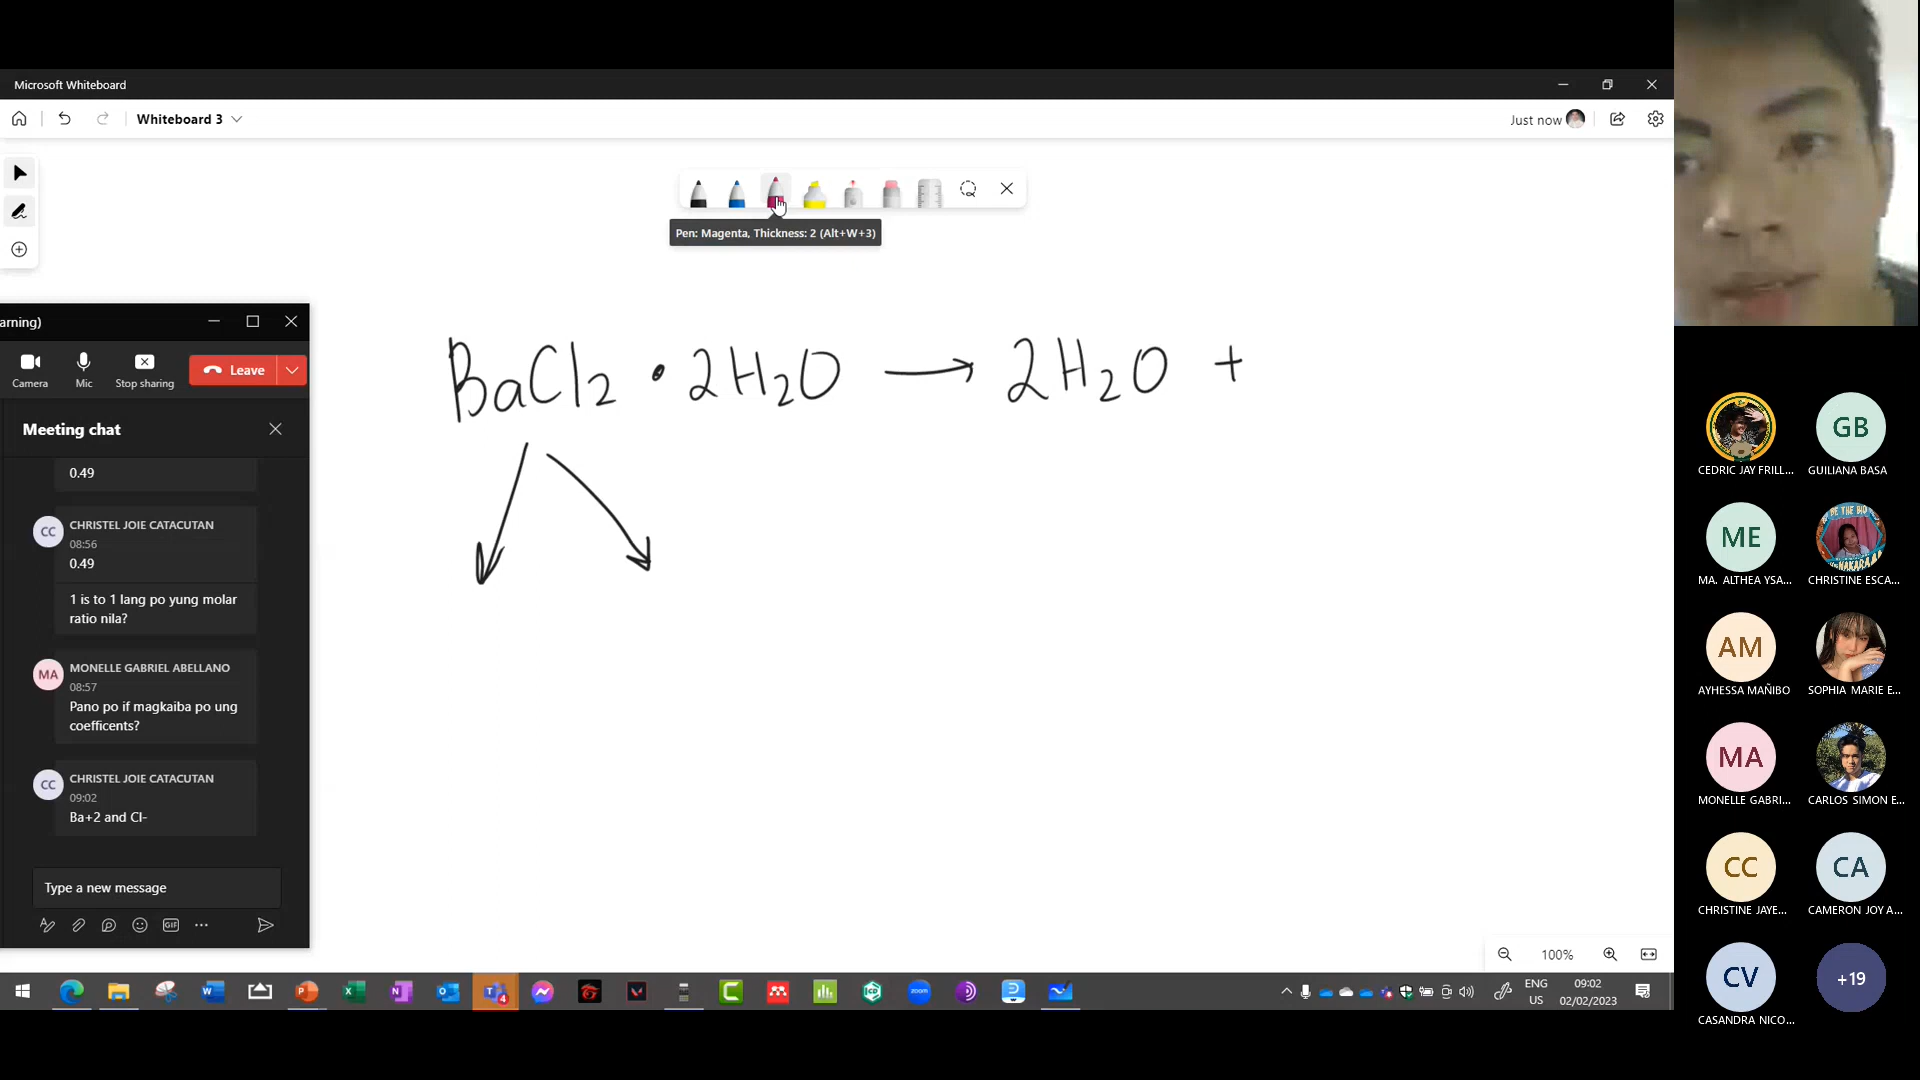 Microsoft Whiteboard
Whiteboard 3
Just now
Pen: Magenta, Thickness: 2 (Alt+W+3)
arning)
Camera
Mic
Stop sharing
Leave
Meeting chat
0.49
CC
CHRISTEL JOIE CATACUTAN
08:56
0.49
1 is to 1 lang po yung molar
ratio nila?
MA
MONELLE GABRIEL ABELLANO
08:57
Pano po if magkaiba po ung
coefficents?
CC
CHRISTEL JOIE CATACUTAN
09:02
Ba+2 and Cl-
Type a new message
GIF
BaCl₂ • 2H₂O → 2H₂O +
100%
ENG
US
09:02
02/02/2023
CEDRIC JAY FRILL...
GB
GUILIANA BASA
ME
MA. ALTHEA YSA...
CHRISTINE ESCA...
AM
AYHESSA MAÑIBO
SOPHIA MARIE E...
MA
MONELLE GABRI...
CARLOS SIMON E...
CC
CHRISTINE JAYE...
CA
CAMERON JOY A...
CV
CASANDRA NICO...
+19